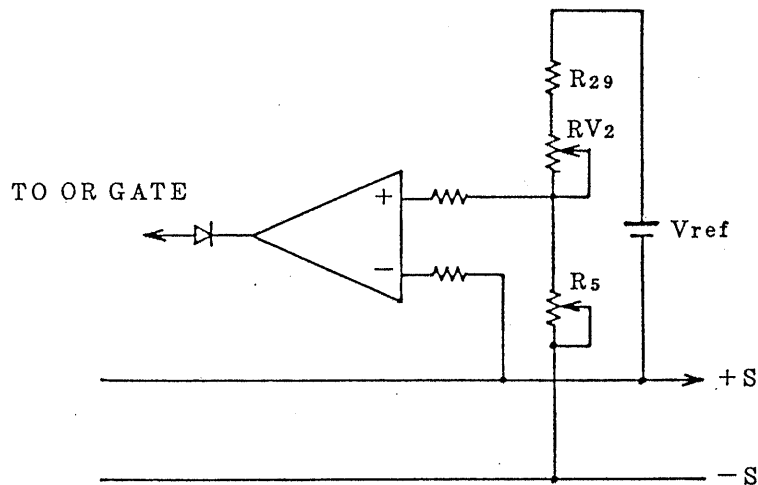 R29
RV2
TO OR GATE
+
Vref
−
R5
+S
−S